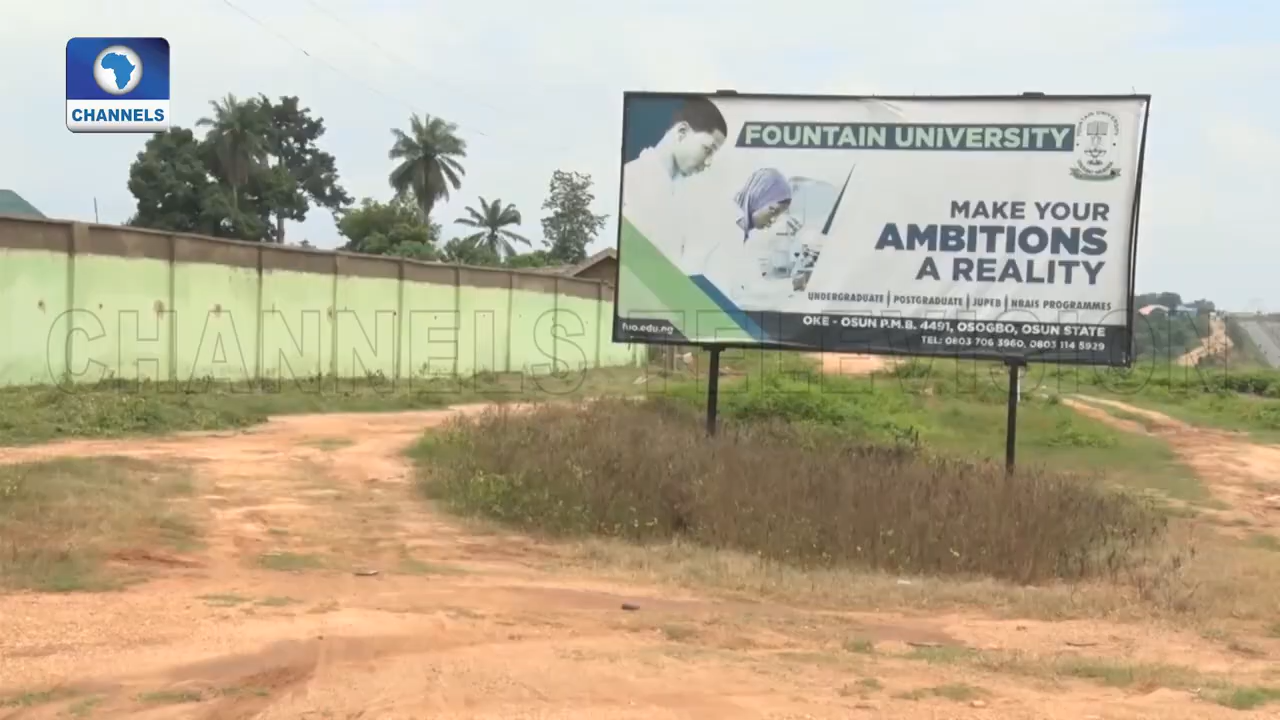 CHANNELS
FOUNTAIN UNIVERSITY
MAKE YOUR
AMBITIONS
A REALITY
UNDERGRADUATE | POSTGRADUATE | JUPEB | NBAIS PROGRAMMES
OKE - OSUN P.M.B. 4491, OSOGBO, OSUN STATE
fuo.edu.ng
TEL: 0803 706 3960, 0803 114 5929
CHANNELS TELEVISION